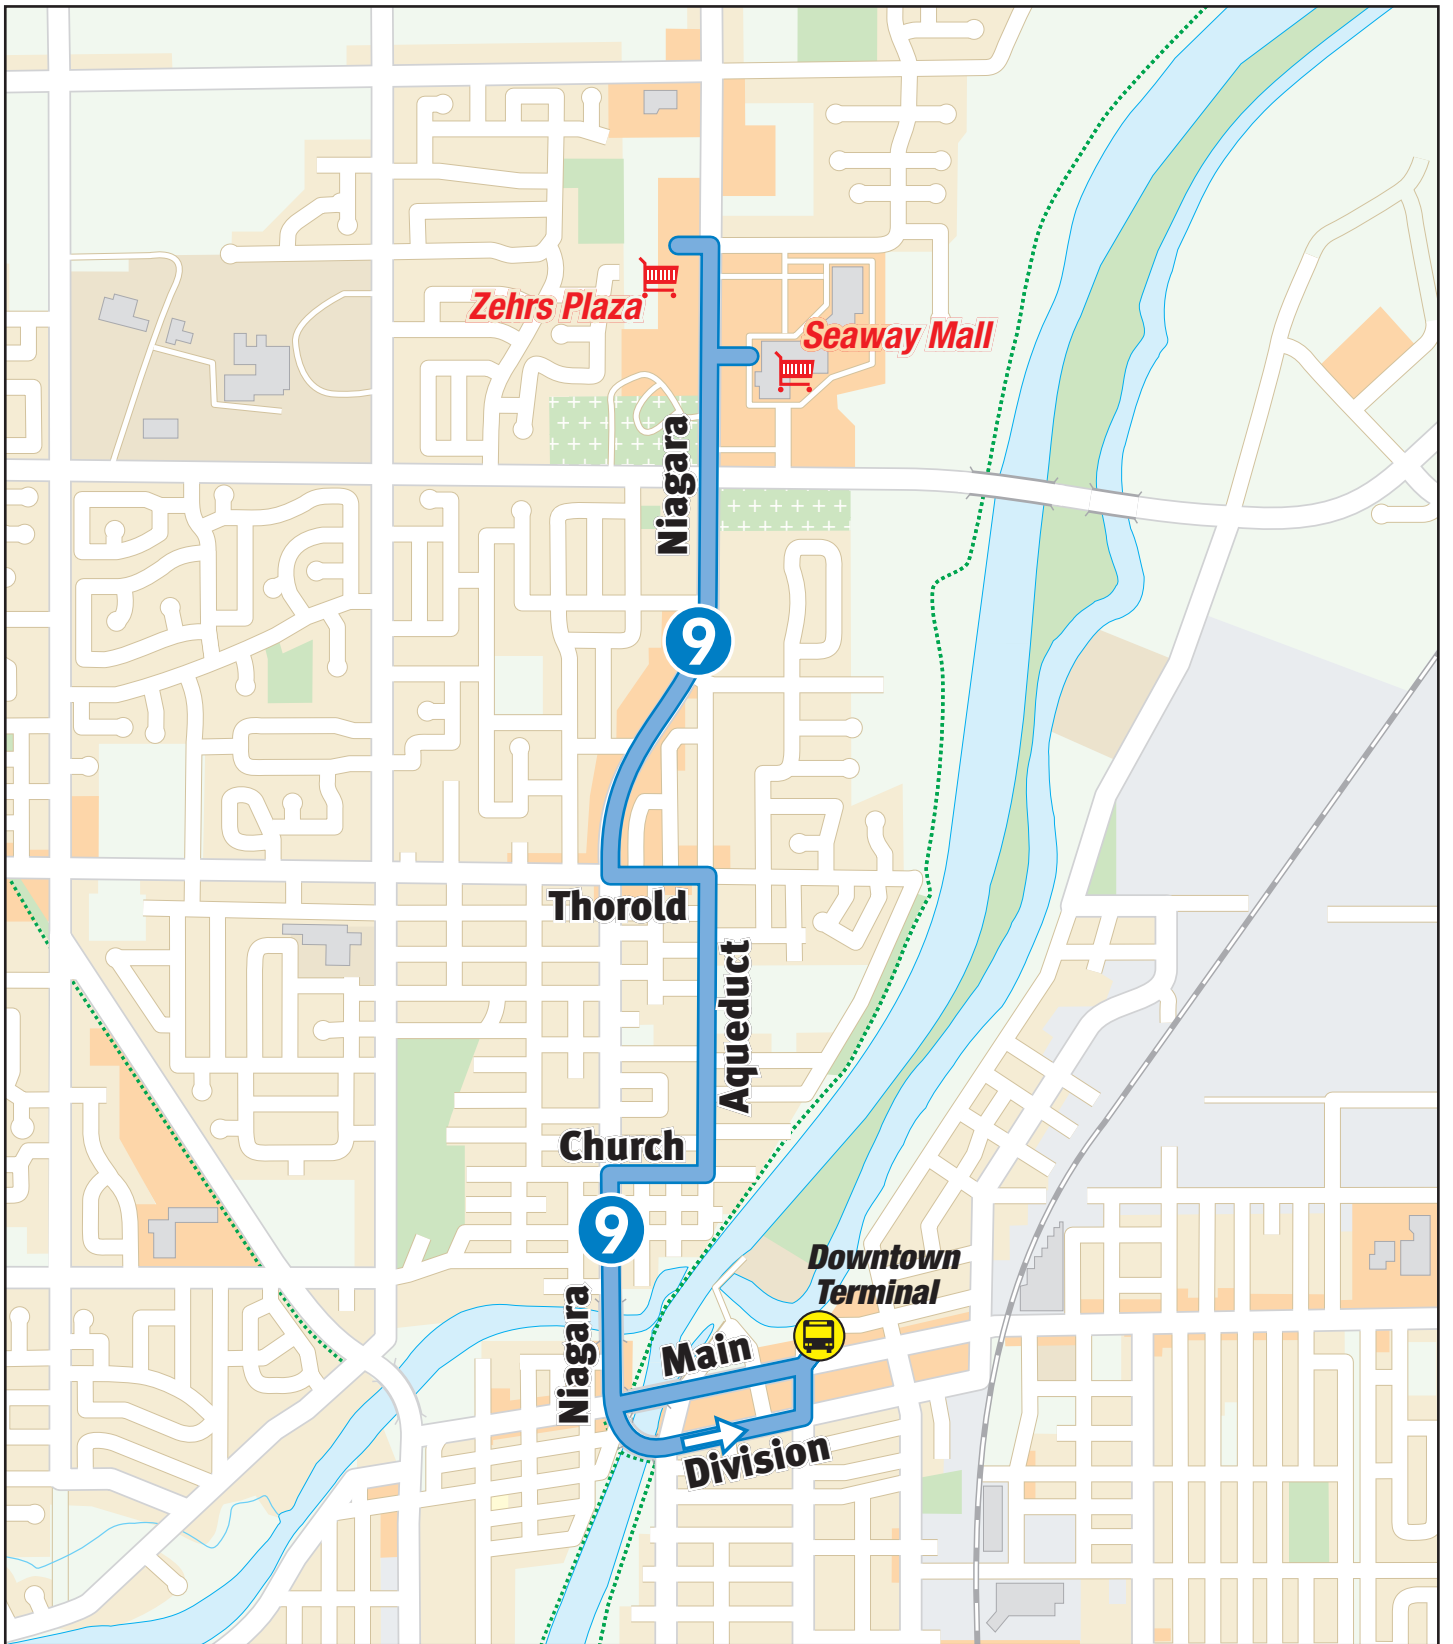 Zehrs Plaza
Seaway Mall
Niagara
9
Thorold
Aqueduct
Church
9
Downtown
Terminal
Niagara
Main
Division